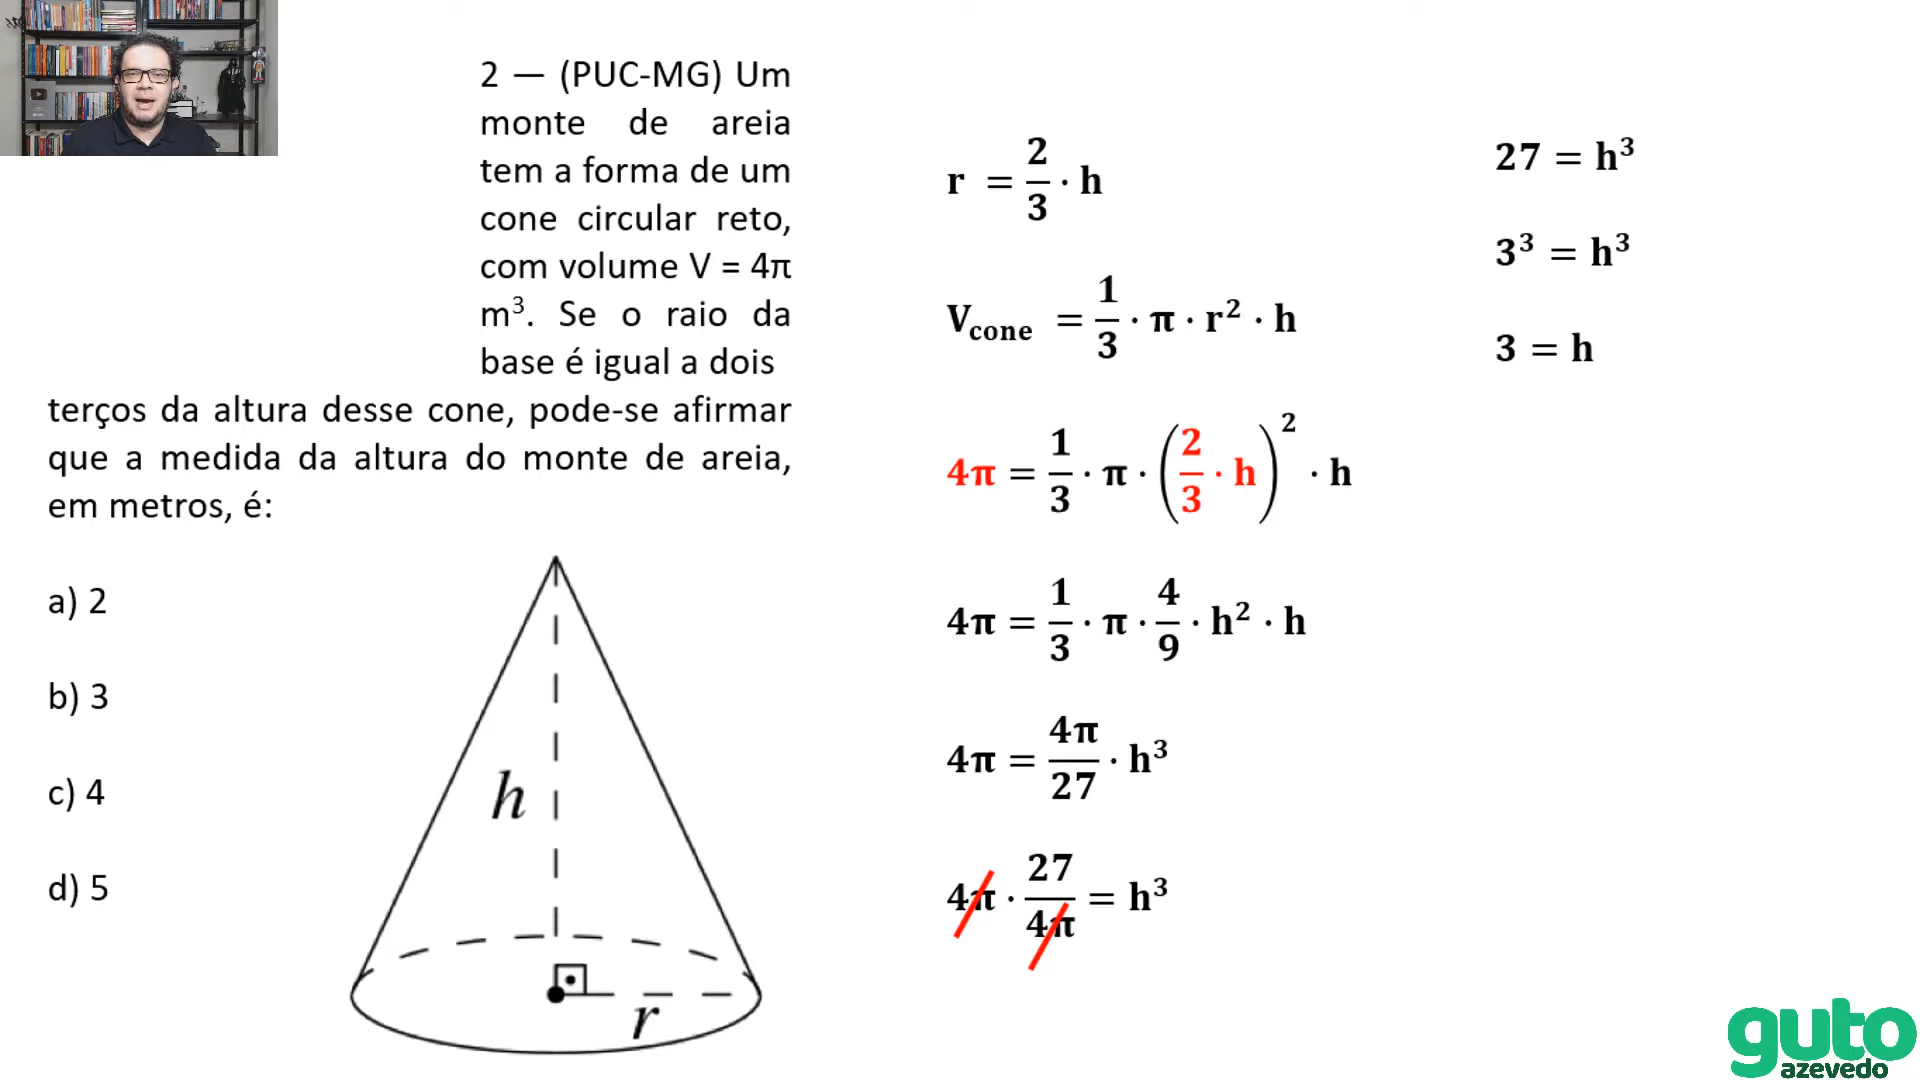 2 — (PUC-MG) Um
monte de areia
tem a forma de um
cone circular reto,
com volume V = 4π
m³. Se o raio da
base é igual a dois
terços da altura desse cone, pode-se afirmar
que a medida da altura do monte de areia,
em metros, é:
a) 2
b) 3
c) 4
d) 5
h
r
r = 2/3 · h
V_cone = 1/3 · π · r² · h
4π = 1/3 · π · (2/3 · h)² · h
4π = 1/3 · π · 4/9 · h² · h
4π = 4π/27 · h³
4π · 27/4π = h³
27 = h³
3³ = h³
3 = h
guto
azevedo